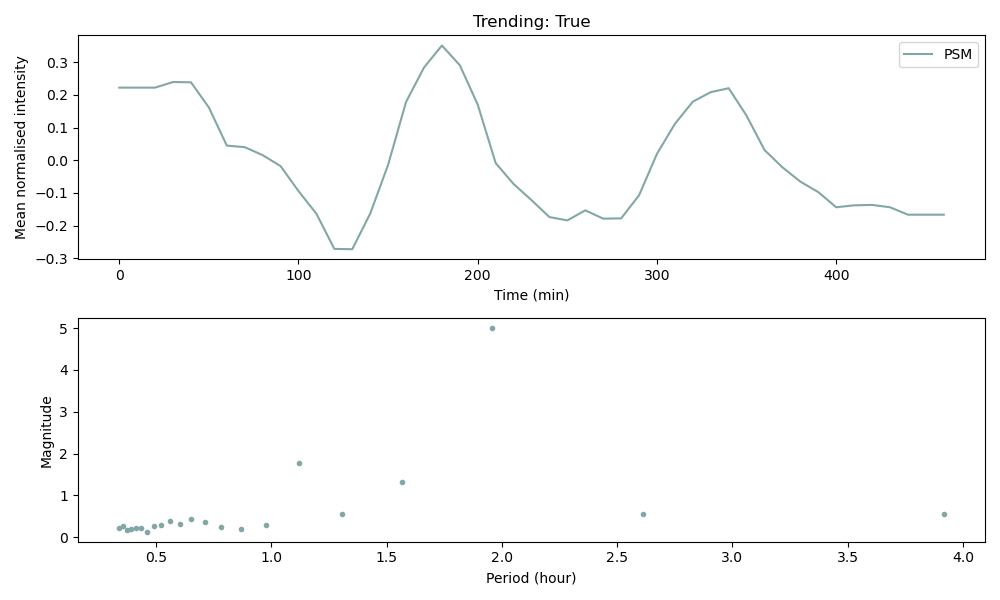 Trending: True
PSM
Mean normalised intensity
0.3
0.2
0.1
0.0
−0.1
−0.2
−0.3
0 100 200 300 400
Time (min)
Magnitude
5
4
3
2
1
0
0.5 1.0 1.5 2.0 2.5 3.0 3.5 4.0
Period (hour)